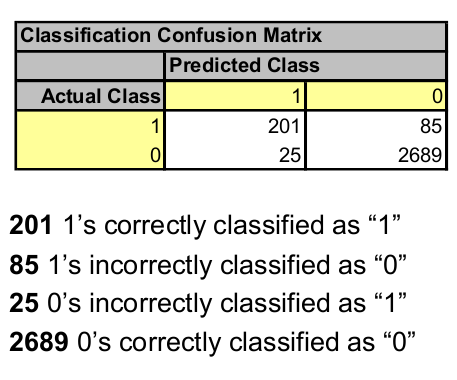 Classification Confusion Matrix
Predicted Class
Actual Class 1 0
1 201 85
0 25 2689
201 1’s correctly classified as “1”
85 1’s incorrectly classified as “0”
25 0’s incorrectly classified as “1”
2689 0’s correctly classified as “0”